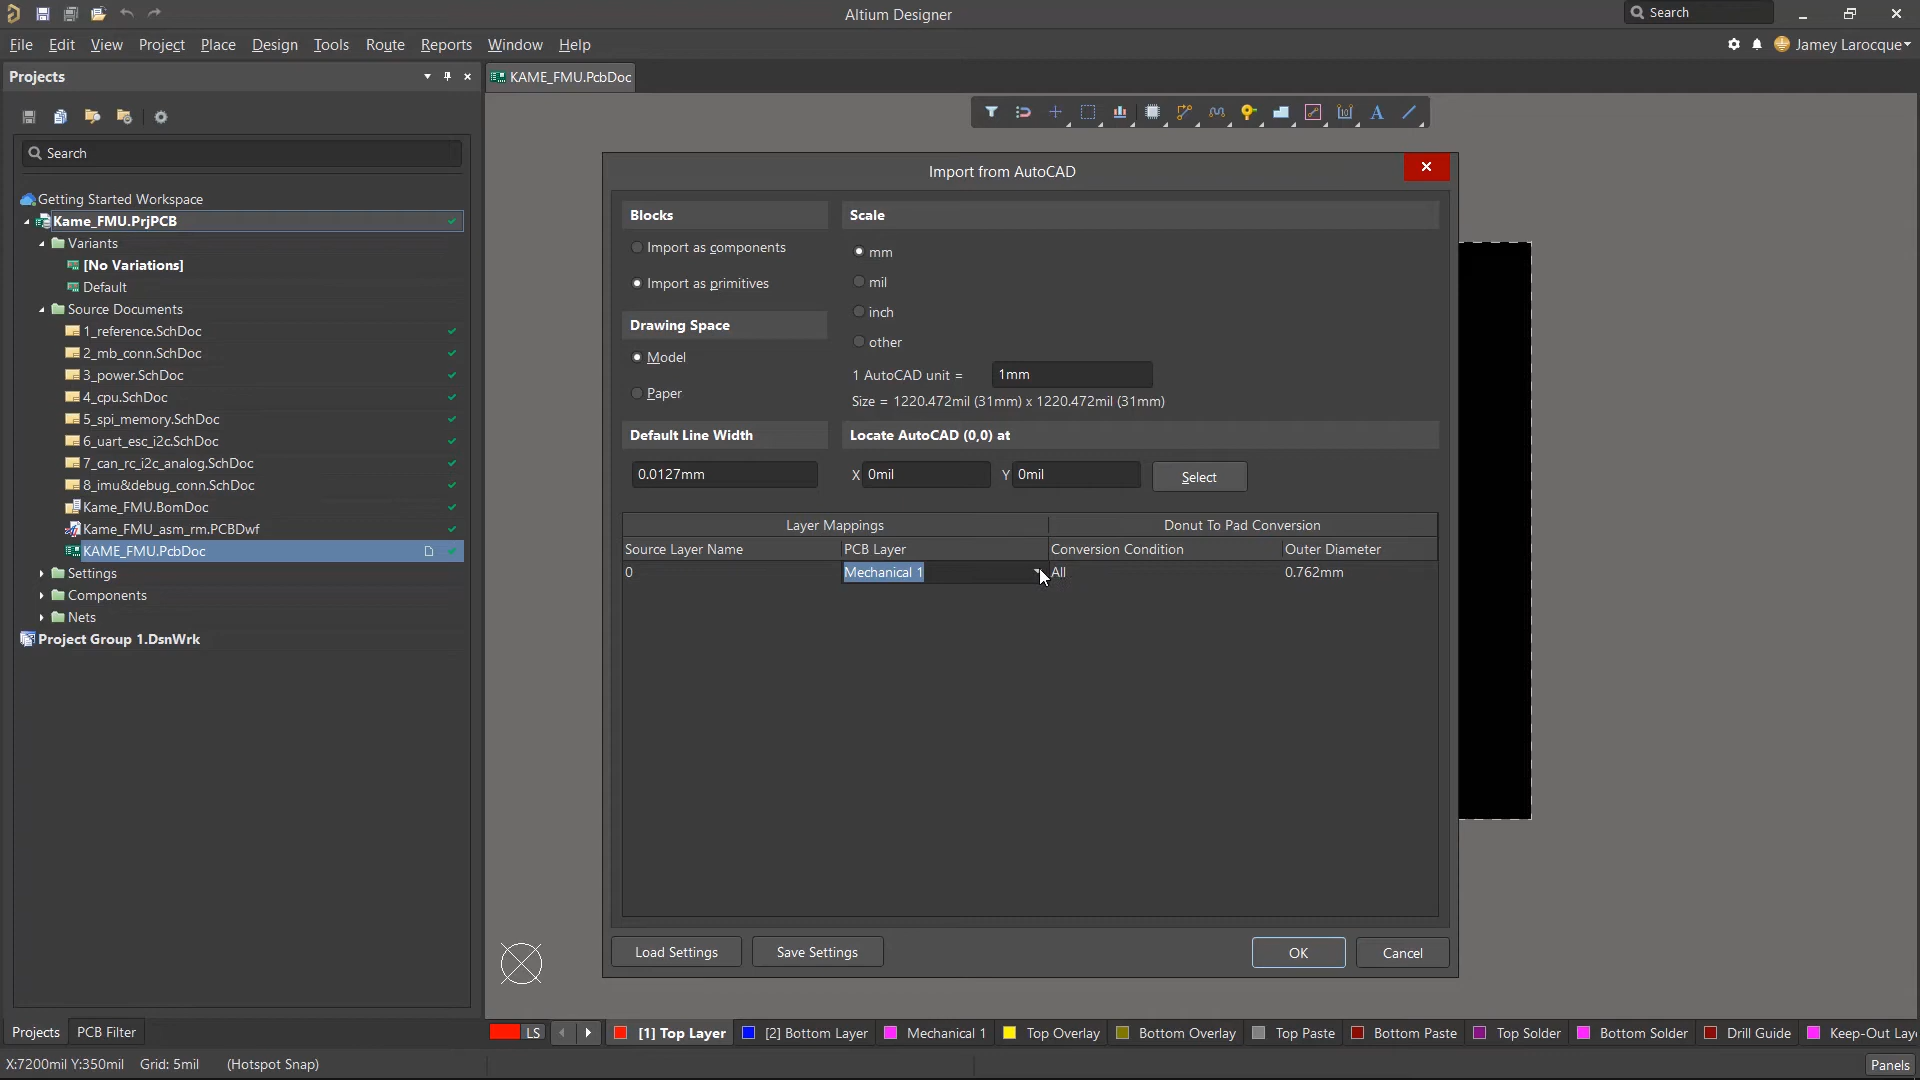 Altium Designer
Search
File Edit View Project Place Design Tools Route Reports Window Help
Jamey Larocque
Projects
KAME_FMU.PcbDoc
Search
Getting Started Workspace
Kame_FMU.PrjPCB
Variants
[No Variations]
Default
Source Documents
1_reference.SchDoc
2_mb_conn.SchDoc
3_power.SchDoc
4_cpu.SchDoc
5_spi_memory.SchDoc
6_uart_esc_i2c.SchDoc
7_can_rc_i2c_analog.SchDoc
8_imu&debug_conn.SchDoc
Kame_FMU.BomDoc
Kame_FMU_asm_rm.PCBDwf
KAME_FMU.PcbDoc
Settings
Components
Nets
Project Group 1.DsnWrk
Import from AutoCAD
Blocks
Import as components
Import as primitives
Drawing Space
Model
Paper
Default Line Width
0.0127mm
Scale
mm
mil
inch
other
1 AutoCAD unit = 1mm
Size = 1220.472mil (31mm) x 1220.472mil (31mm)
Locate AutoCAD (0,0) at
X 0mil Y 0mil Select
Layer Mappings Donut To Pad Conversion
Source Layer Name PCB Layer Conversion Condition Outer Diameter
0 Mechanical 1 All 0.762mm
Load Settings Save Settings OK Cancel
Projects PCB Filter
LS [1] Top Layer [2] Bottom Layer Mechanical 1 Top Overlay Bottom Overlay Top Paste Bottom Paste Top Solder Bottom Solder Drill Guide Keep-Out Lay
X:7200mil Y:350mil Grid: 5mil (Hotspot Snap)
Panels